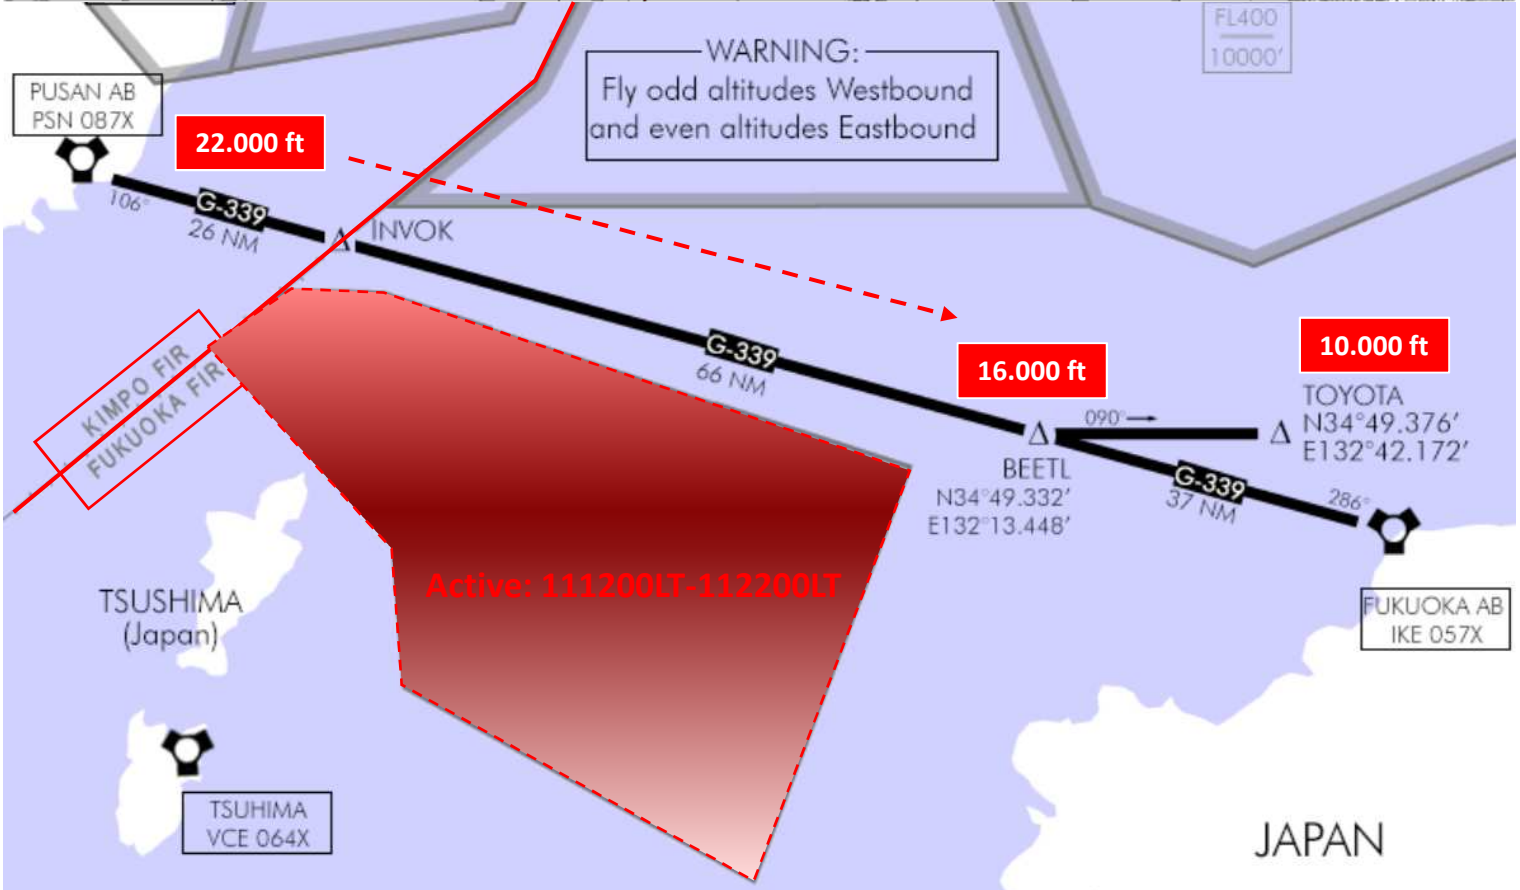 FL400
10000'
WARNING:
Fly odd altitudes Westbound
and even altitudes Eastbound
PUSAN AB
PSN 087X
22.000 ft
106°
G-339
26 NM
INVOK
KIMPO FIR
FUKUOKA FIR
G-339
66 NM
16.000 ft
10.000 ft
TOYOTA
N34°49.376'
E132°42.172'
090°
BEETL
N34°49.332'
E132°13.448'
G-339
37 NM
286°
FUKUOKA AB
IKE 057X
Active: 111200LT-112200LT
TSUSHIMA
(Japan)
TSUHIMA
VCE 064X
JAPAN